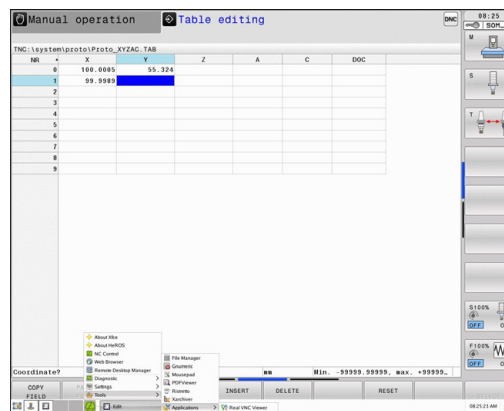 Manual operation
Table editing
DNC
08:25
TNC:\system\proto\Proto_XYZAC.TAB
NR X Y Z A C DOC
0 100.0005 55.324
1 99.9989
2
3
4
5
6
7
8
9
M
S
T
S100%
OFF
F100%
OFF
About Xfce
About HeROS
NC Control
Web Browser
Remote Desktop Manager
Diagnostic
Settings
Tools
File Manager
Gnumeric
Mousepad
PDFViewer
Ristretto
Xarchiver
Applications
Real VNC Viewer
Coordinate?
mm Min. -99999.99999, max. +99999…
COPY
FIELD
INSERT
DELETE
RESET
Edit
08:25:21 AM